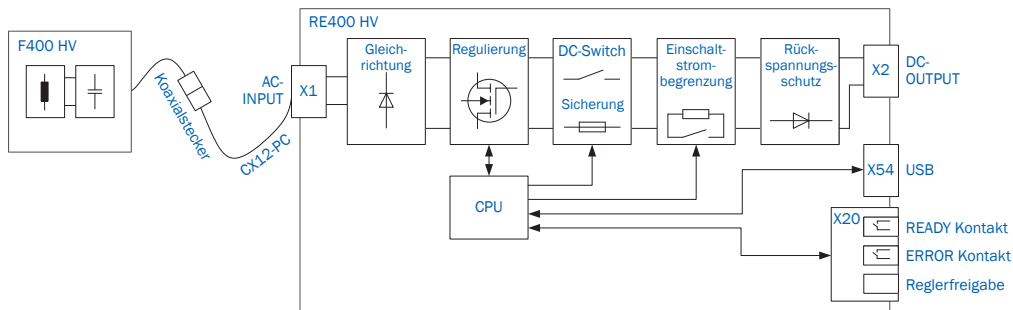 RE400 HV
F400 HV
Koaxialstecker
CX12-PC
AC-
INPUT
X1
Gleich-
richtung
Regulierung
DC-Switch
Sicherung
Einschalt-
strom-
begrenzung
Rück-
spannungs-
schutz
X2
DC-
OUTPUT
CPU
X54
USB
X20
READY Kontakt
ERROR Kontakt
Reglerfreigabe